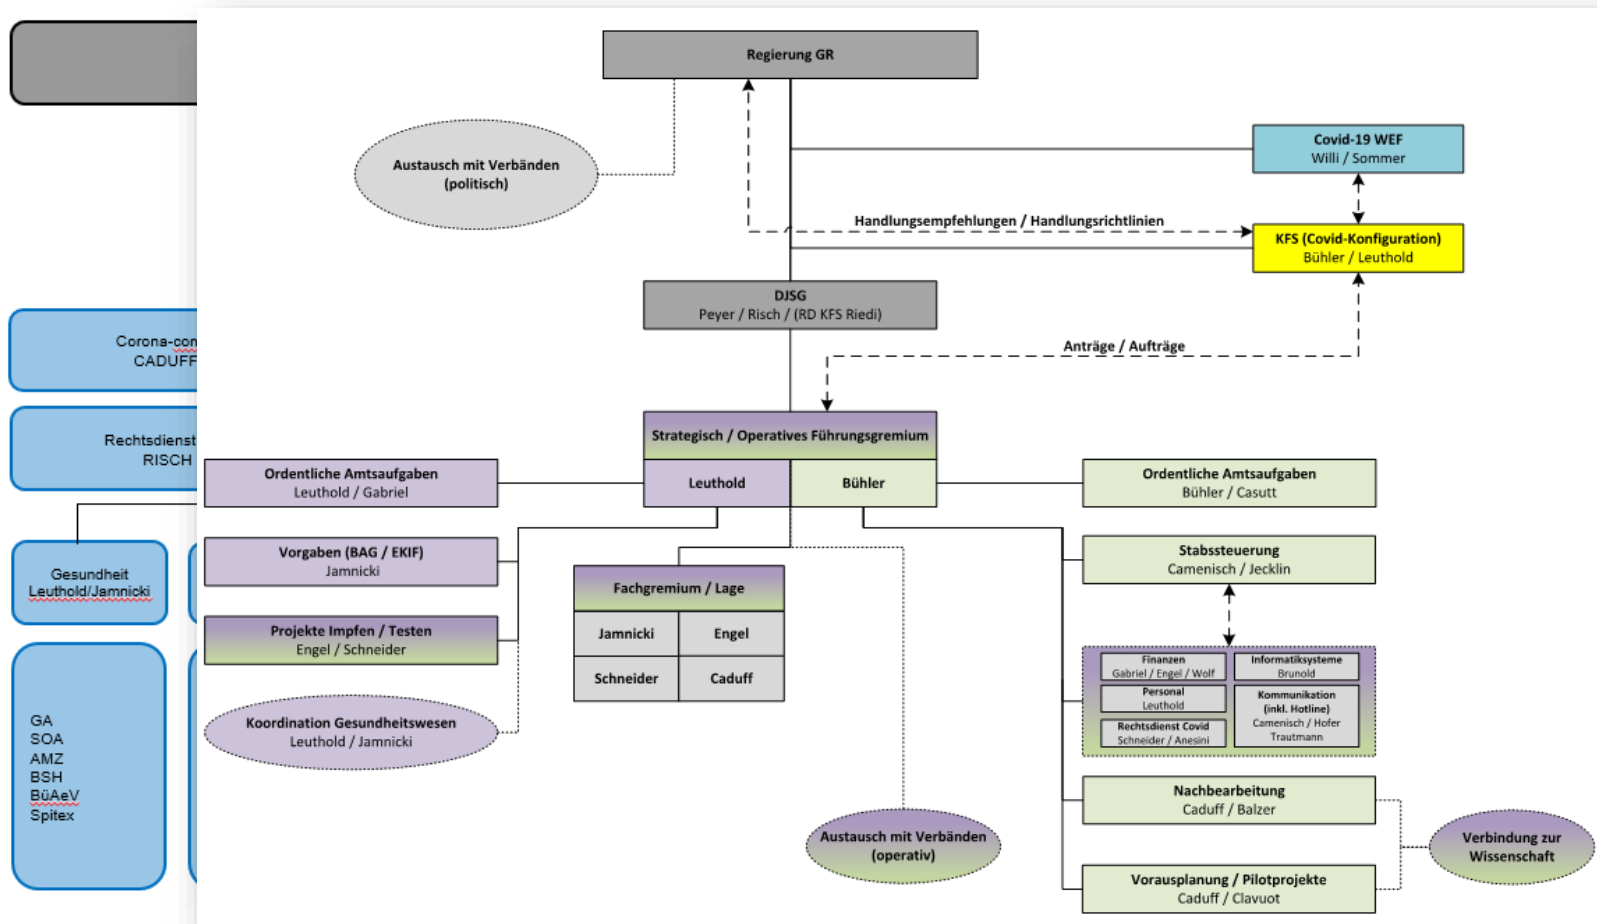 Regierung GR
Austausch mit Verbänden
(politisch)
Covid-19 WEF
Willi / Sommer
Handlungsempfehlungen / Handlungsrichtlinien
KFS (Covid-Konfiguration)
Bühler / Leuthold
DJSG
Peyer / Risch / (RD KFS Riedi)
Anträge / Aufträge
Corona-con
CADUFF
Rechtsdienst
RISCH
Strategisch / Operatives Führungsgremium
Leuthold
Bühler
Ordentliche Amtsaufgaben
Leuthold / Gabriel
Ordentliche Amtsaufgaben
Bühler / Casutt
Vorgaben (BAG / EKIF)
Jamnicki
Stabssteuerung
Camenisch / Jecklin
Gesundheit
Leuthold/Jamnicki
Fachgremium / Lage
Jamnicki
Engel
Schneider
Caduff
Projekte Impfen / Testen
Engel / Schneider
Finanzen
Gabriel / Engel / Wolf
Personal
Leuthold
Rechtsdienst Covid
Schneider / Anesini
Informatiksysteme
Brunold
Kommunikation
(inkl. Hotline)
Camenisch / Hofer
Trautmann
Koordination Gesundheitswesen
Leuthold / Jamnicki
GA
SOA
AMZ
BSH
BüAeV
Spitex
Nachbearbeitung
Caduff / Balzer
Austausch mit Verbänden
(operativ)
Verbindung zur
Wissenschaft
Vorausplanung / Pilotprojekte
Caduff / Clavuot